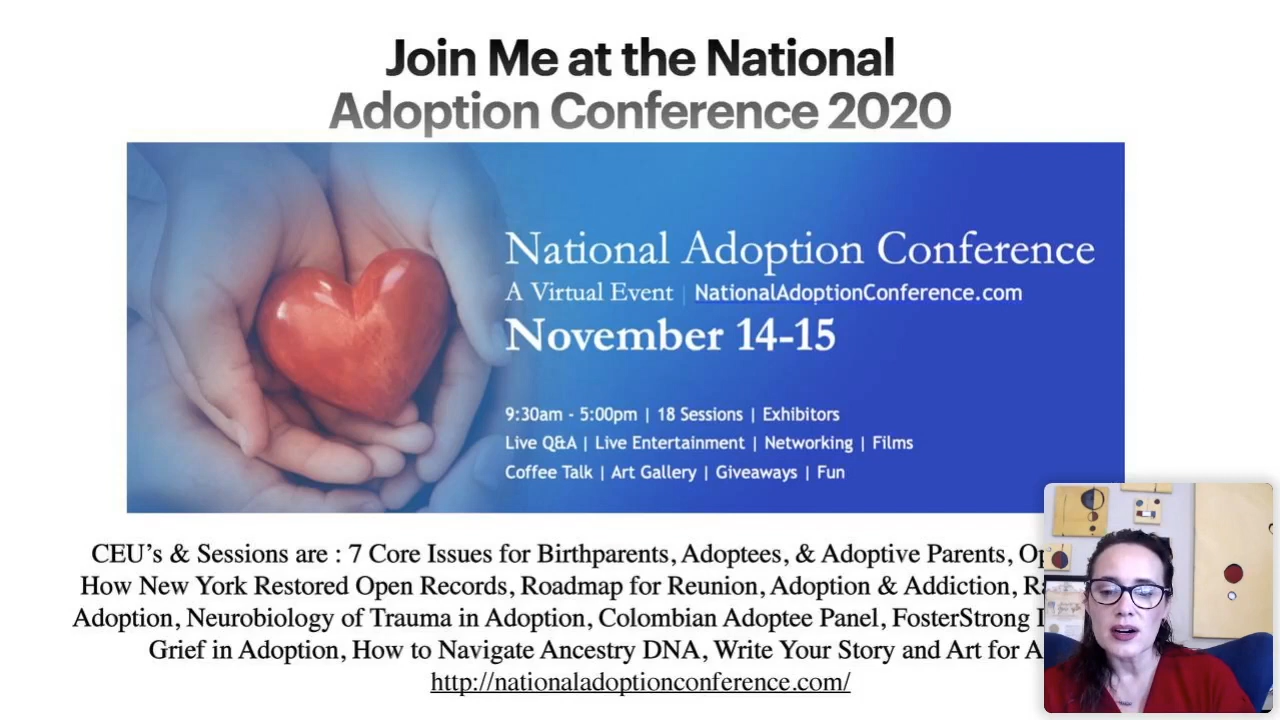 Join Me at the National
Adoption Conference 2020
National Adoption Conference
A Virtual Event | NationalAdoptionConference.com
November 14-15
9:30am - 5:00pm | 18 Sessions | Exhibitors
Live Q&A | Live Entertainment | Networking | Films
Coffee Talk | Art Gallery | Giveaways | Fun
CEU’s & Sessions are : 7 Core Issues for Birthparents, Adoptees, & Adoptive Parents,
How New York Restored Open Records, Roadmap for Reunion, Adoption & Addiction,
Adoption, Neurobiology of Trauma in Adoption, Colombian Adoptee Panel, FosterStrong
Grief in Adoption, How to Navigate Ancestry DNA, Write Your Story and Art for
http://nationaladoptionconference.com/